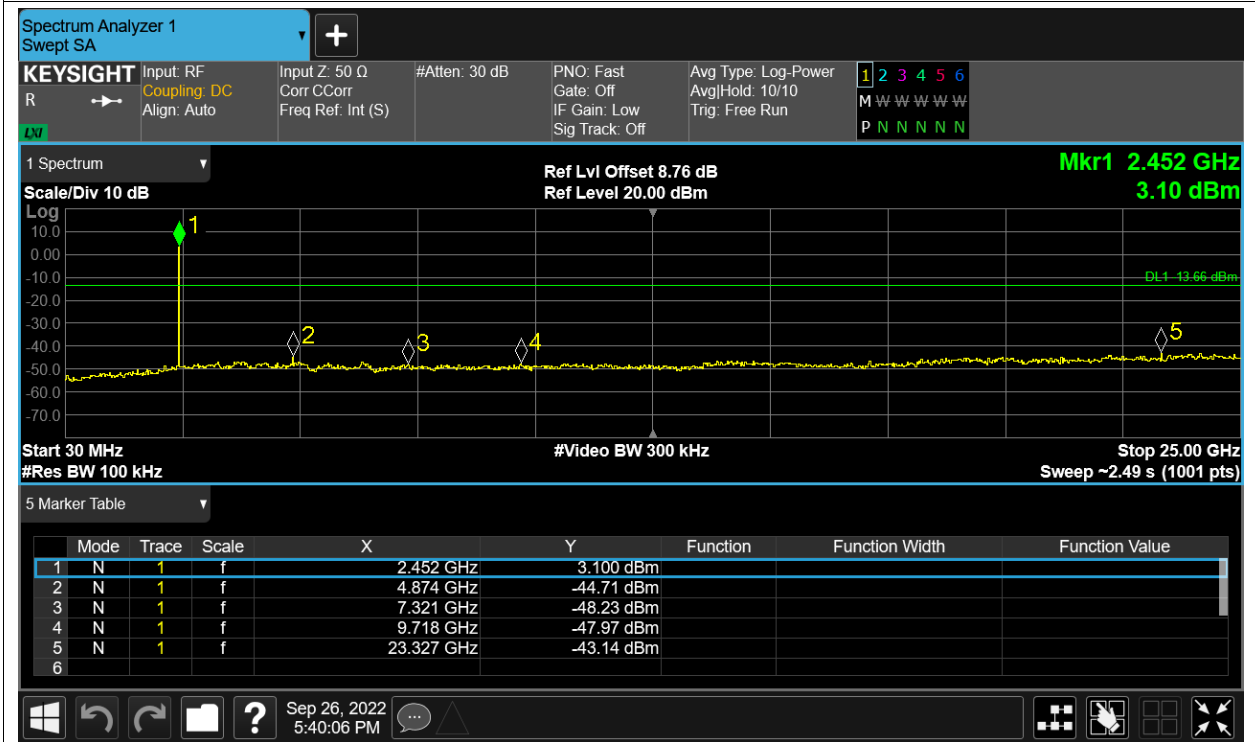 Spectrum Analyzer 1
Swept SA
KEYSIGHT
R
LXI
Input: RF
Coupling: DC
Align: Auto
Input Z: 50 Ω
Corr CCorr
Freq Ref: Int (S)
#Atten: 30 dB
PNO: Fast
Gate: Off
IF Gain: Low
Sig Track: Off
Avg Type: Log-Power
Avg|Hold: 10/10
Trig: Free Run
1 2 3 4 5 6
M W W W W W
P N N N N N
1 Spectrum
Scale/Div 10 dB
Ref Lvl Offset 8.76 dB
Ref Level 20.00 dBm
Mkr1 2.452 GHz
3.10 dBm
Log
10.0
0.00
-10.0
-20.0
-30.0
-40.0
-50.0
-60.0
-70.0
1
2
3
4
5
DL1 -13.66 dBm
Start 30 MHz
#Video BW 300 kHz
Stop 25.00 GHz
#Res BW 100 kHz
Sweep ~2.49 s (1001 pts)
5 Marker Table
Mode Trace Scale X Y Function Function Width Function Value
1 N 1 f 2.452 GHz 3.100 dBm
2 N 1 f 4.874 GHz -44.71 dBm
3 N 1 f 7.321 GHz -48.23 dBm
4 N 1 f 9.718 GHz -47.97 dBm
5 N 1 f 23.327 GHz -43.14 dBm
6
?
Sep 26, 2022
5:40:06 PM